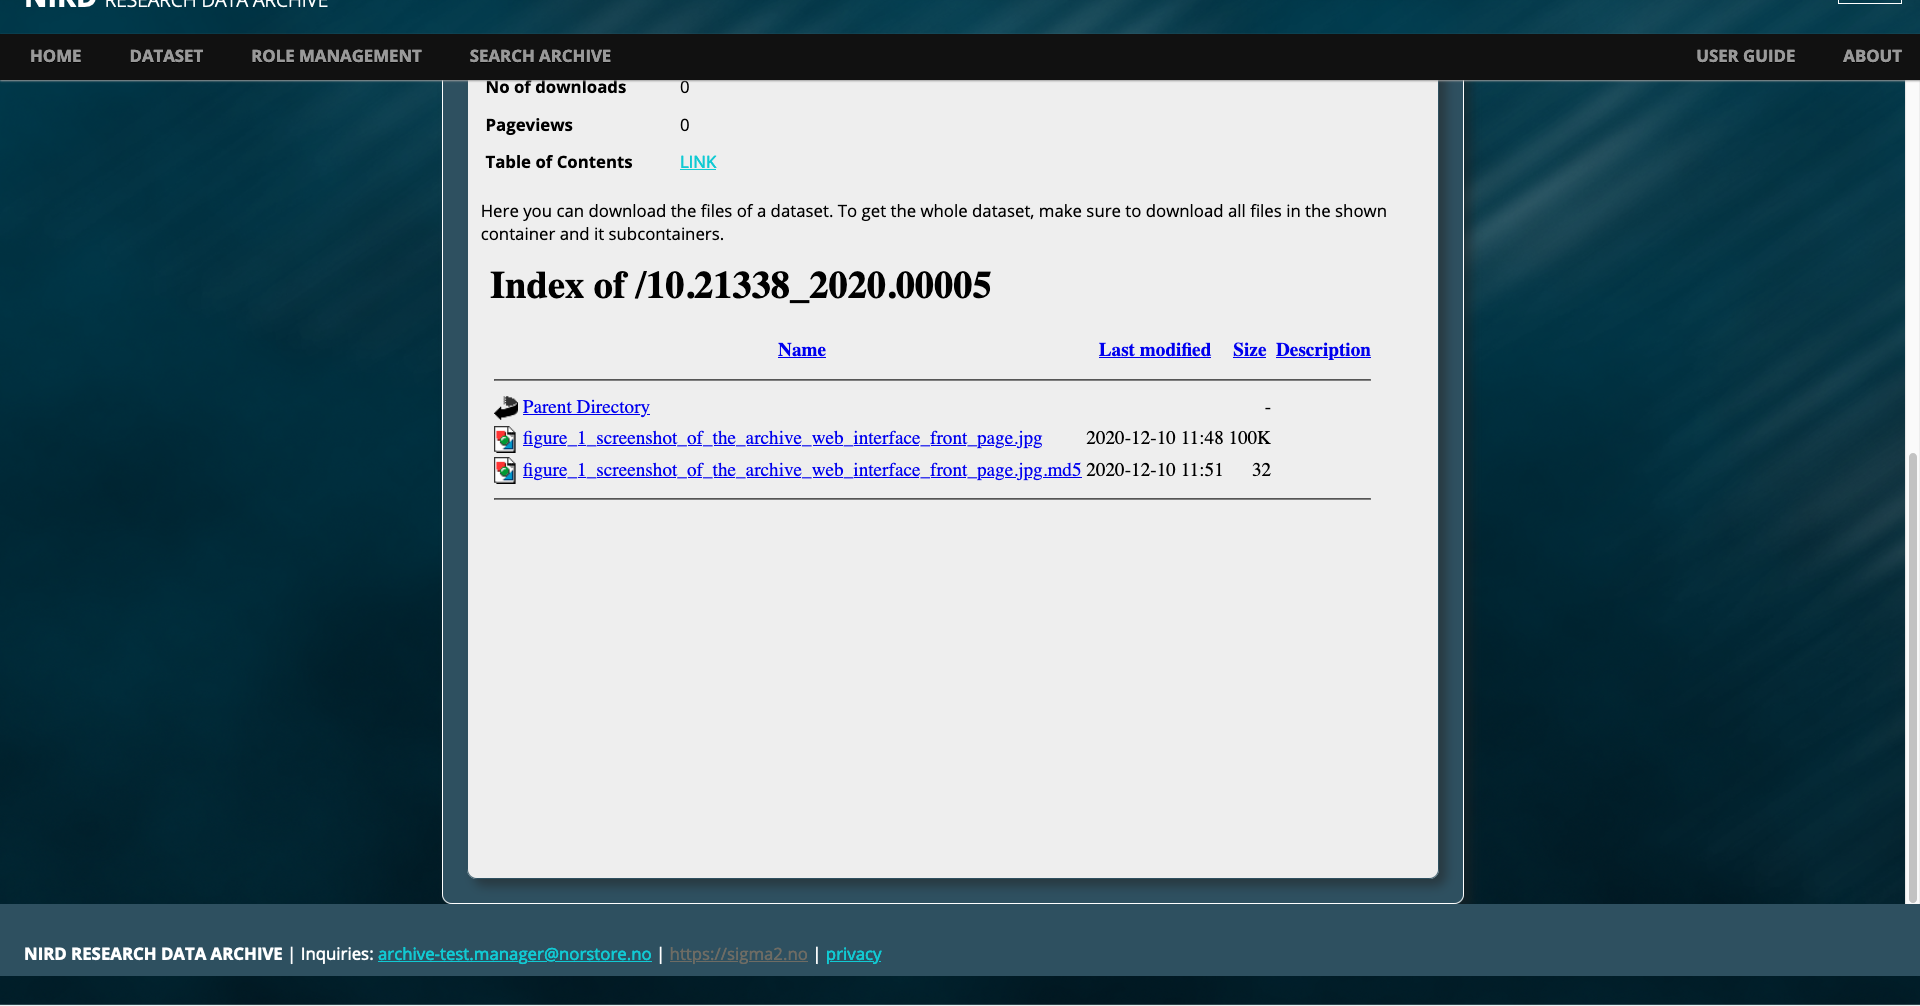 NIRD RESEARCH DATA ARCHIVE
HOME DATASET ROLE MANAGEMENT SEARCH ARCHIVE USER GUIDE ABOUT
No of downloads 0
Pageviews 0
Table of Contents LINK
Here you can download the files of a dataset. To get the whole dataset, make sure to download all files in the shown
container and it subcontainers.
Index of /10.21338_2020.00005
Name Last modified Size Description
Parent Directory -
figure_1_screenshot_of_the_archive_web_interface_front_page.jpg 2020-12-10 11:48 100K
figure_1_screenshot_of_the_archive_web_interface_front_page.jpg.md5 2020-12-10 11:51 32
NIRD RESEARCH DATA ARCHIVE | Inquiries: archive-test.manager@norstore.no | https://sigma2.no | privacy